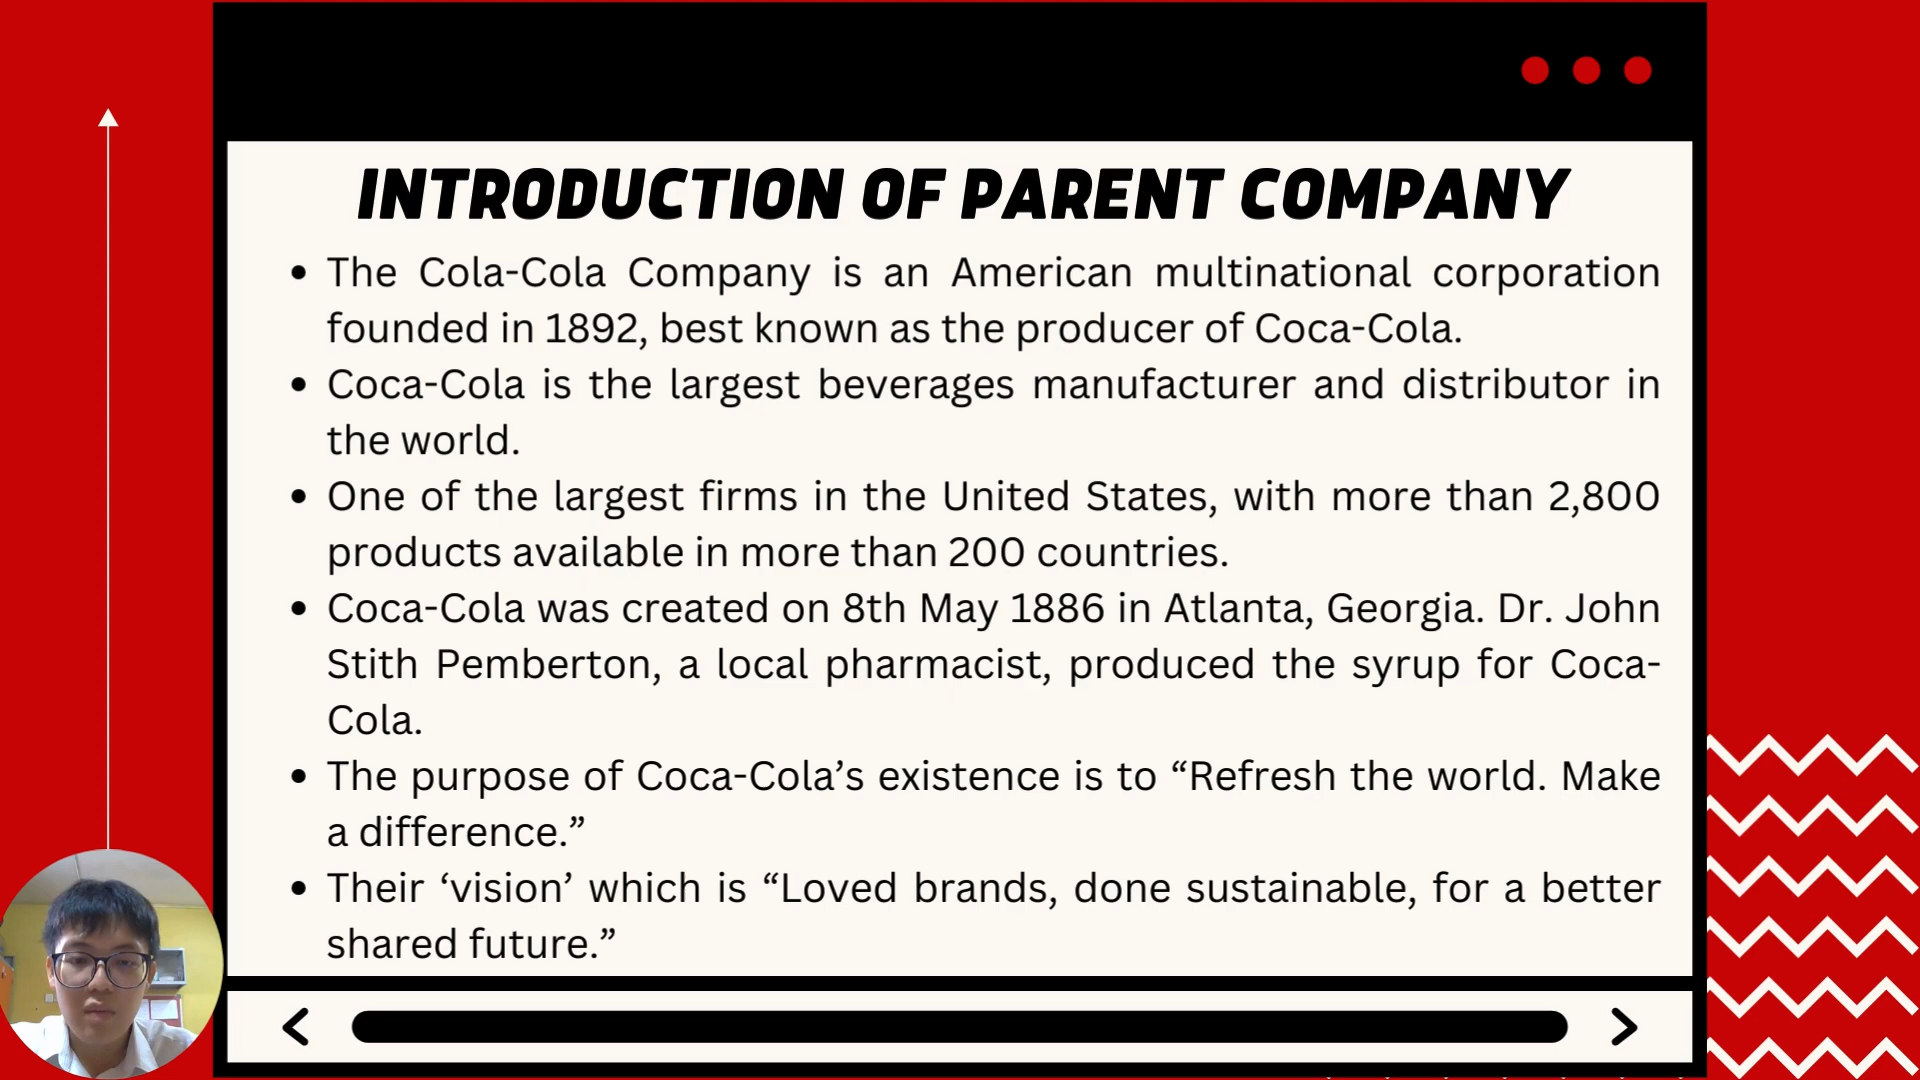 INTRODUCTION OF PARENT COMPANY
• The Cola-Cola Company is an American multinational corporation
founded in 1892, best known as the producer of Coca-Cola.
• Coca-Cola is the largest beverages manufacturer and distributor in
the world.
• One of the largest firms in the United States, with more than 2,800
products available in more than 200 countries.
• Coca-Cola was created on 8th May 1886 in Atlanta, Georgia. Dr. John
Stith Pemberton, a local pharmacist, produced the syrup for Coca-
Cola.
• The purpose of Coca-Cola’s existence is to “Refresh the world. Make
a difference.”
• Their ‘vision’ which is “Loved brands, done sustainable, for a better
shared future.”